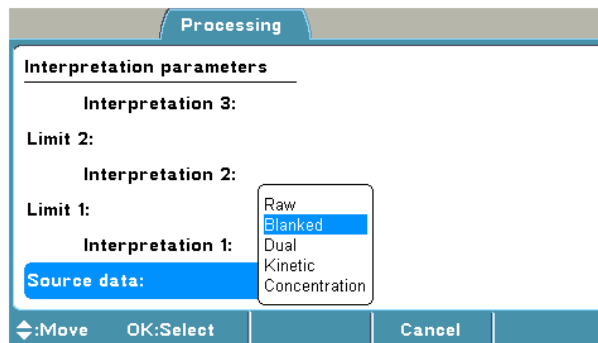 Processing
Interpretation parameters
Interpretation 3:
Limit 2:
Interpretation 2:
Limit 1:
Interpretation 1:
Source data:
Raw
Blanked
Dual
Kinetic
Concentration
:Move OK:Select Cancel